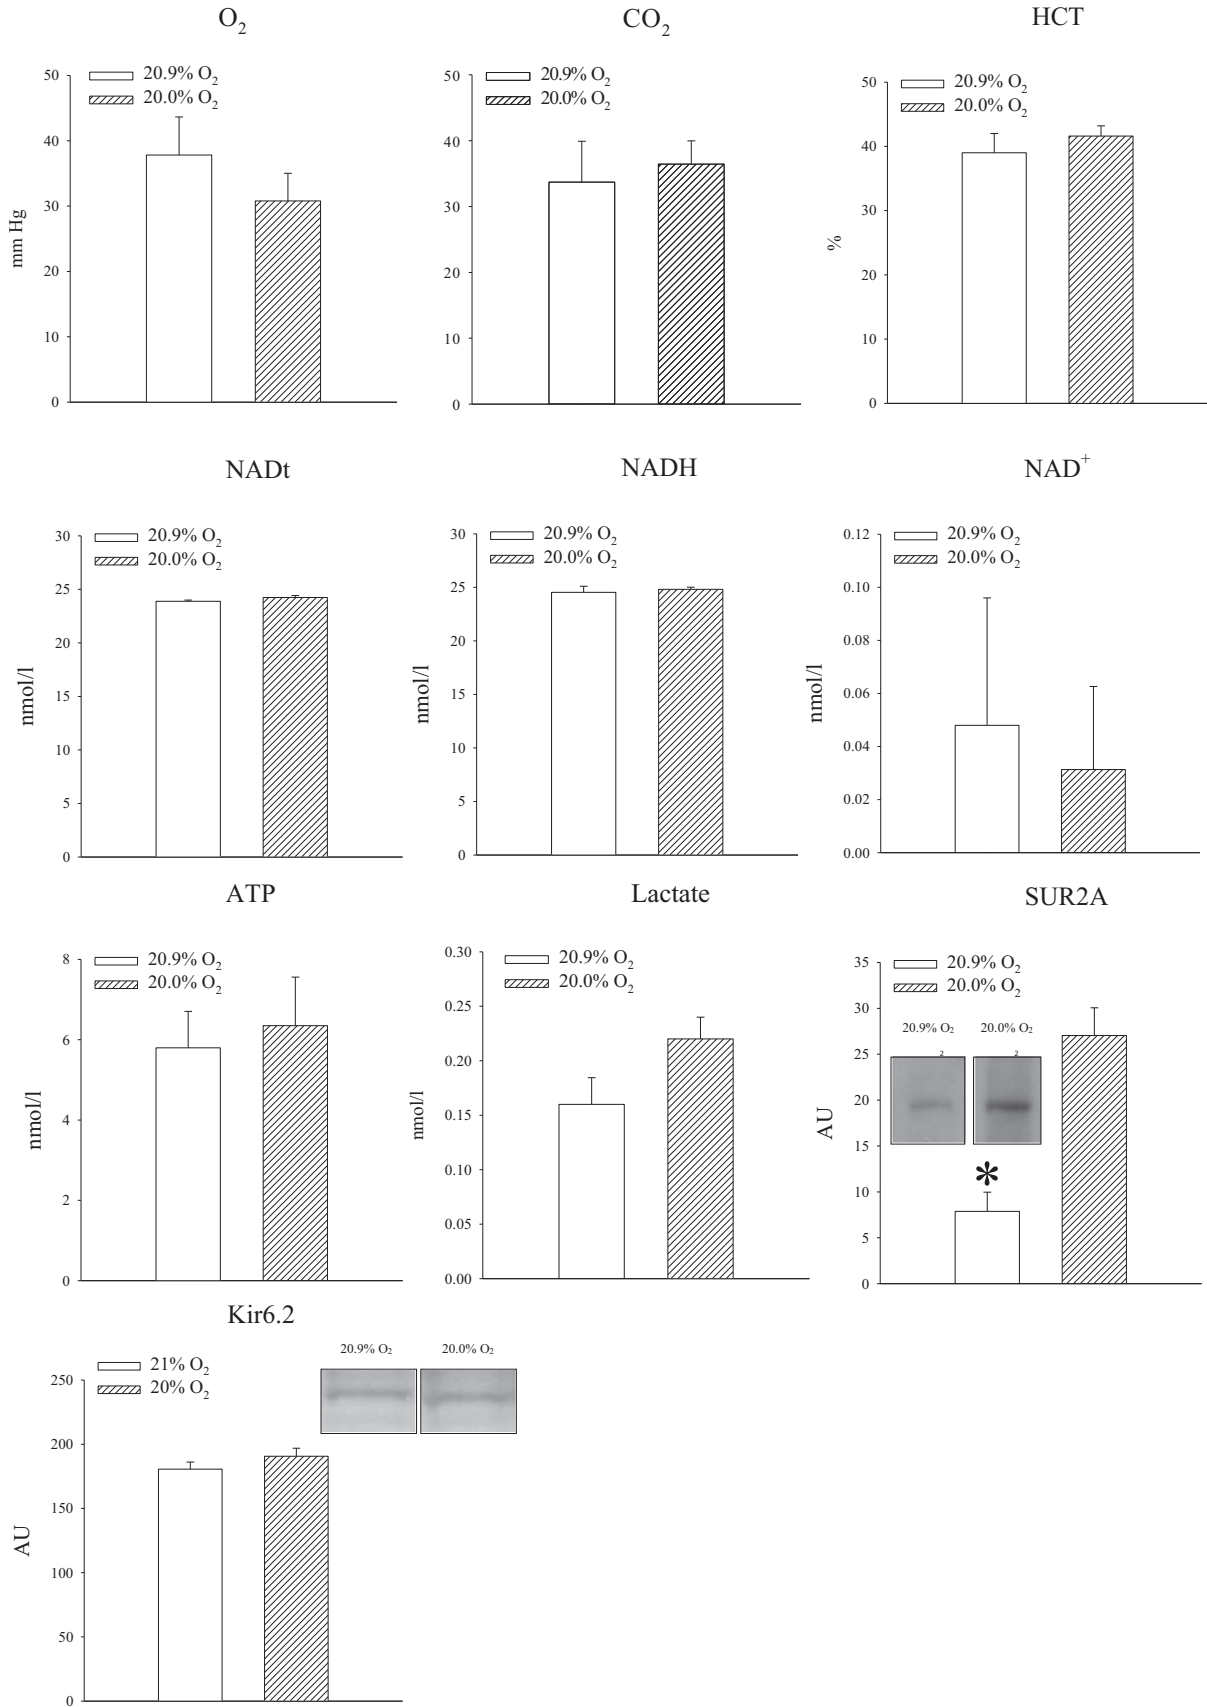 O₂ CO₂ HCT
20.9% O₂
20.0% O₂
50
40
30
20
10
0
mm Hg
20.9% O₂
20.0% O₂
50
40
30
20
10
0
20.9% O₂
20.0% O₂
50
40
30
20
10
0
%
NADt NADH NAD⁺
20.9% O₂
20.0% O₂
30
25
20
15
10
5
0
nmol/l
20.9% O₂
20.0% O₂
30
25
20
15
10
5
0
nmol/l
20.9% O₂
20.0% O₂
0.12
0.10
0.08
0.06
0.04
0.02
0.00
nmol/l
ATP Lactate SUR2A
20.9% O₂
20.0% O₂
8
6
4
2
0
nmol/l
20.9% O₂
20.0% O₂
0.30
0.25
0.20
0.15
0.10
0.05
0.00
nmol/l
20.9% O₂
20.0% O₂
20.9% O₂ 20.0% O₂
2 2
35
30
25
20
15
10
5
0
AU
*
Kir6.2
21% O₂
20% O₂
20.9% O₂ 20.0% O₂
250
200
150
100
50
0
AU